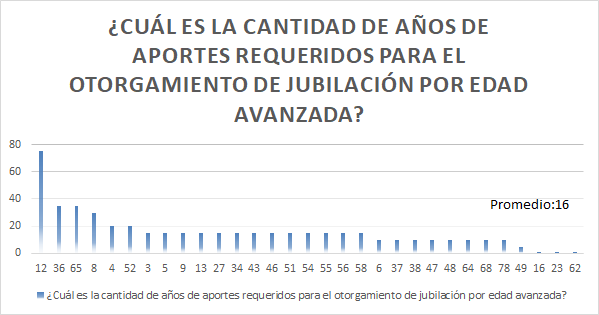 ¿CUÁL ES LA CANTIDAD DE AÑOS DE
APORTES REQUERIDOS PARA EL
OTORGAMIENTO DE JUBILACIÓN POR EDAD
AVANZADA?
80
60
40
20
0
Promedio:16
12 36 65 8 4 52 3 5 9 13 27 34 43 46 51 54 55 56 58 6 37 38 47 48 64 68 78 49 16 23 62
¿Cuál es la cantidad de años de aportes requeridos para el otorgamiento de jubilación por edad avanzada?